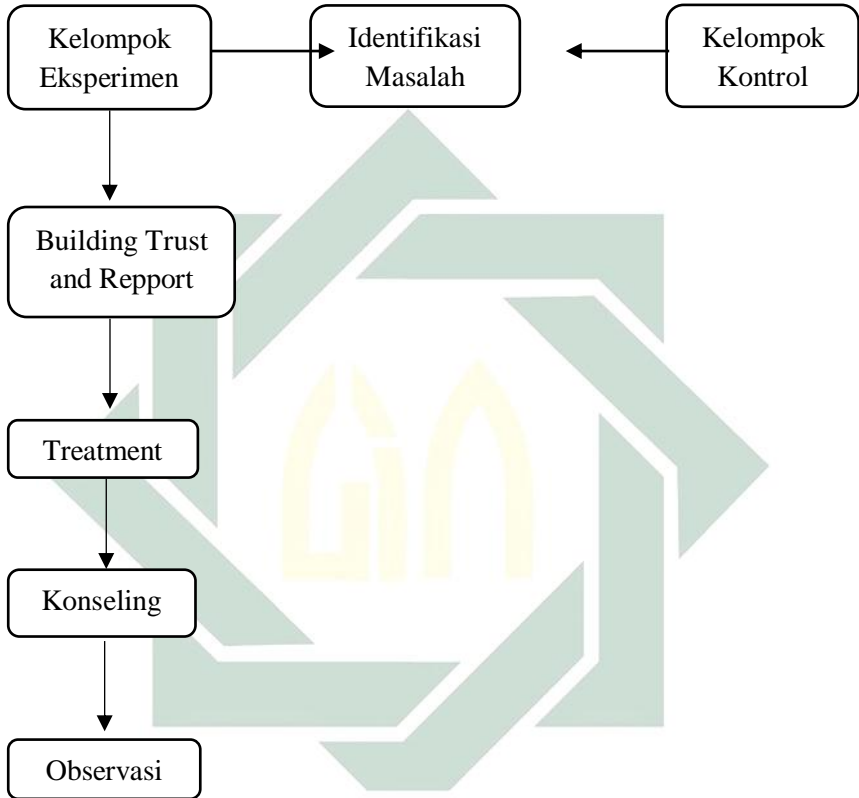 Kelompok
Eksperimen
Identifikasi
Masalah
Kelompok
Kontrol
Building Trust
and Repport
Treatment
Konseling
Observasi